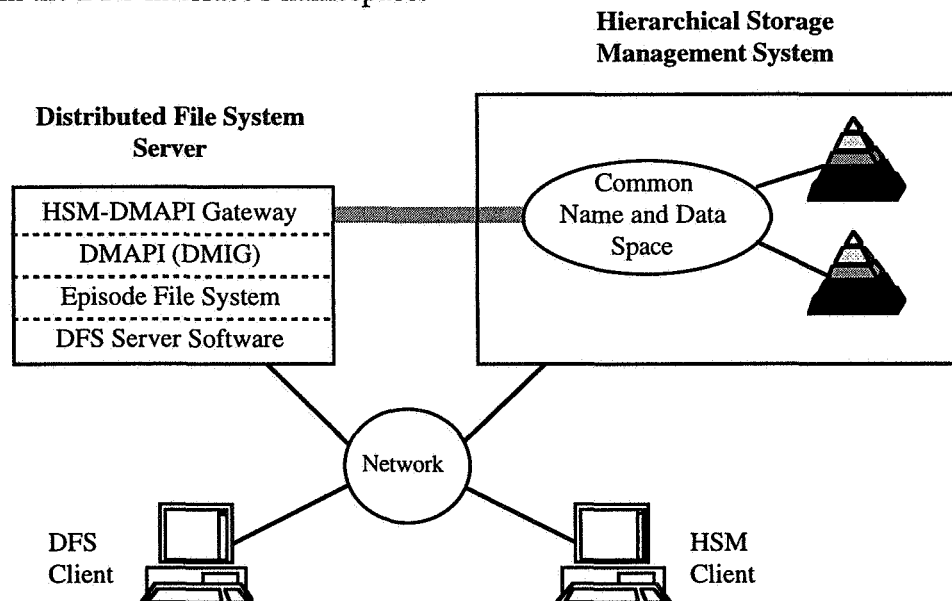 Hierarchical Storage
Management System
Distributed File System
Server
HSM-DMAPI Gateway
DMAPI (DMIG)
Episode File System
DFS Server Software
Common
Name and Data
Space
Network
DFS
Client
HSM
Client